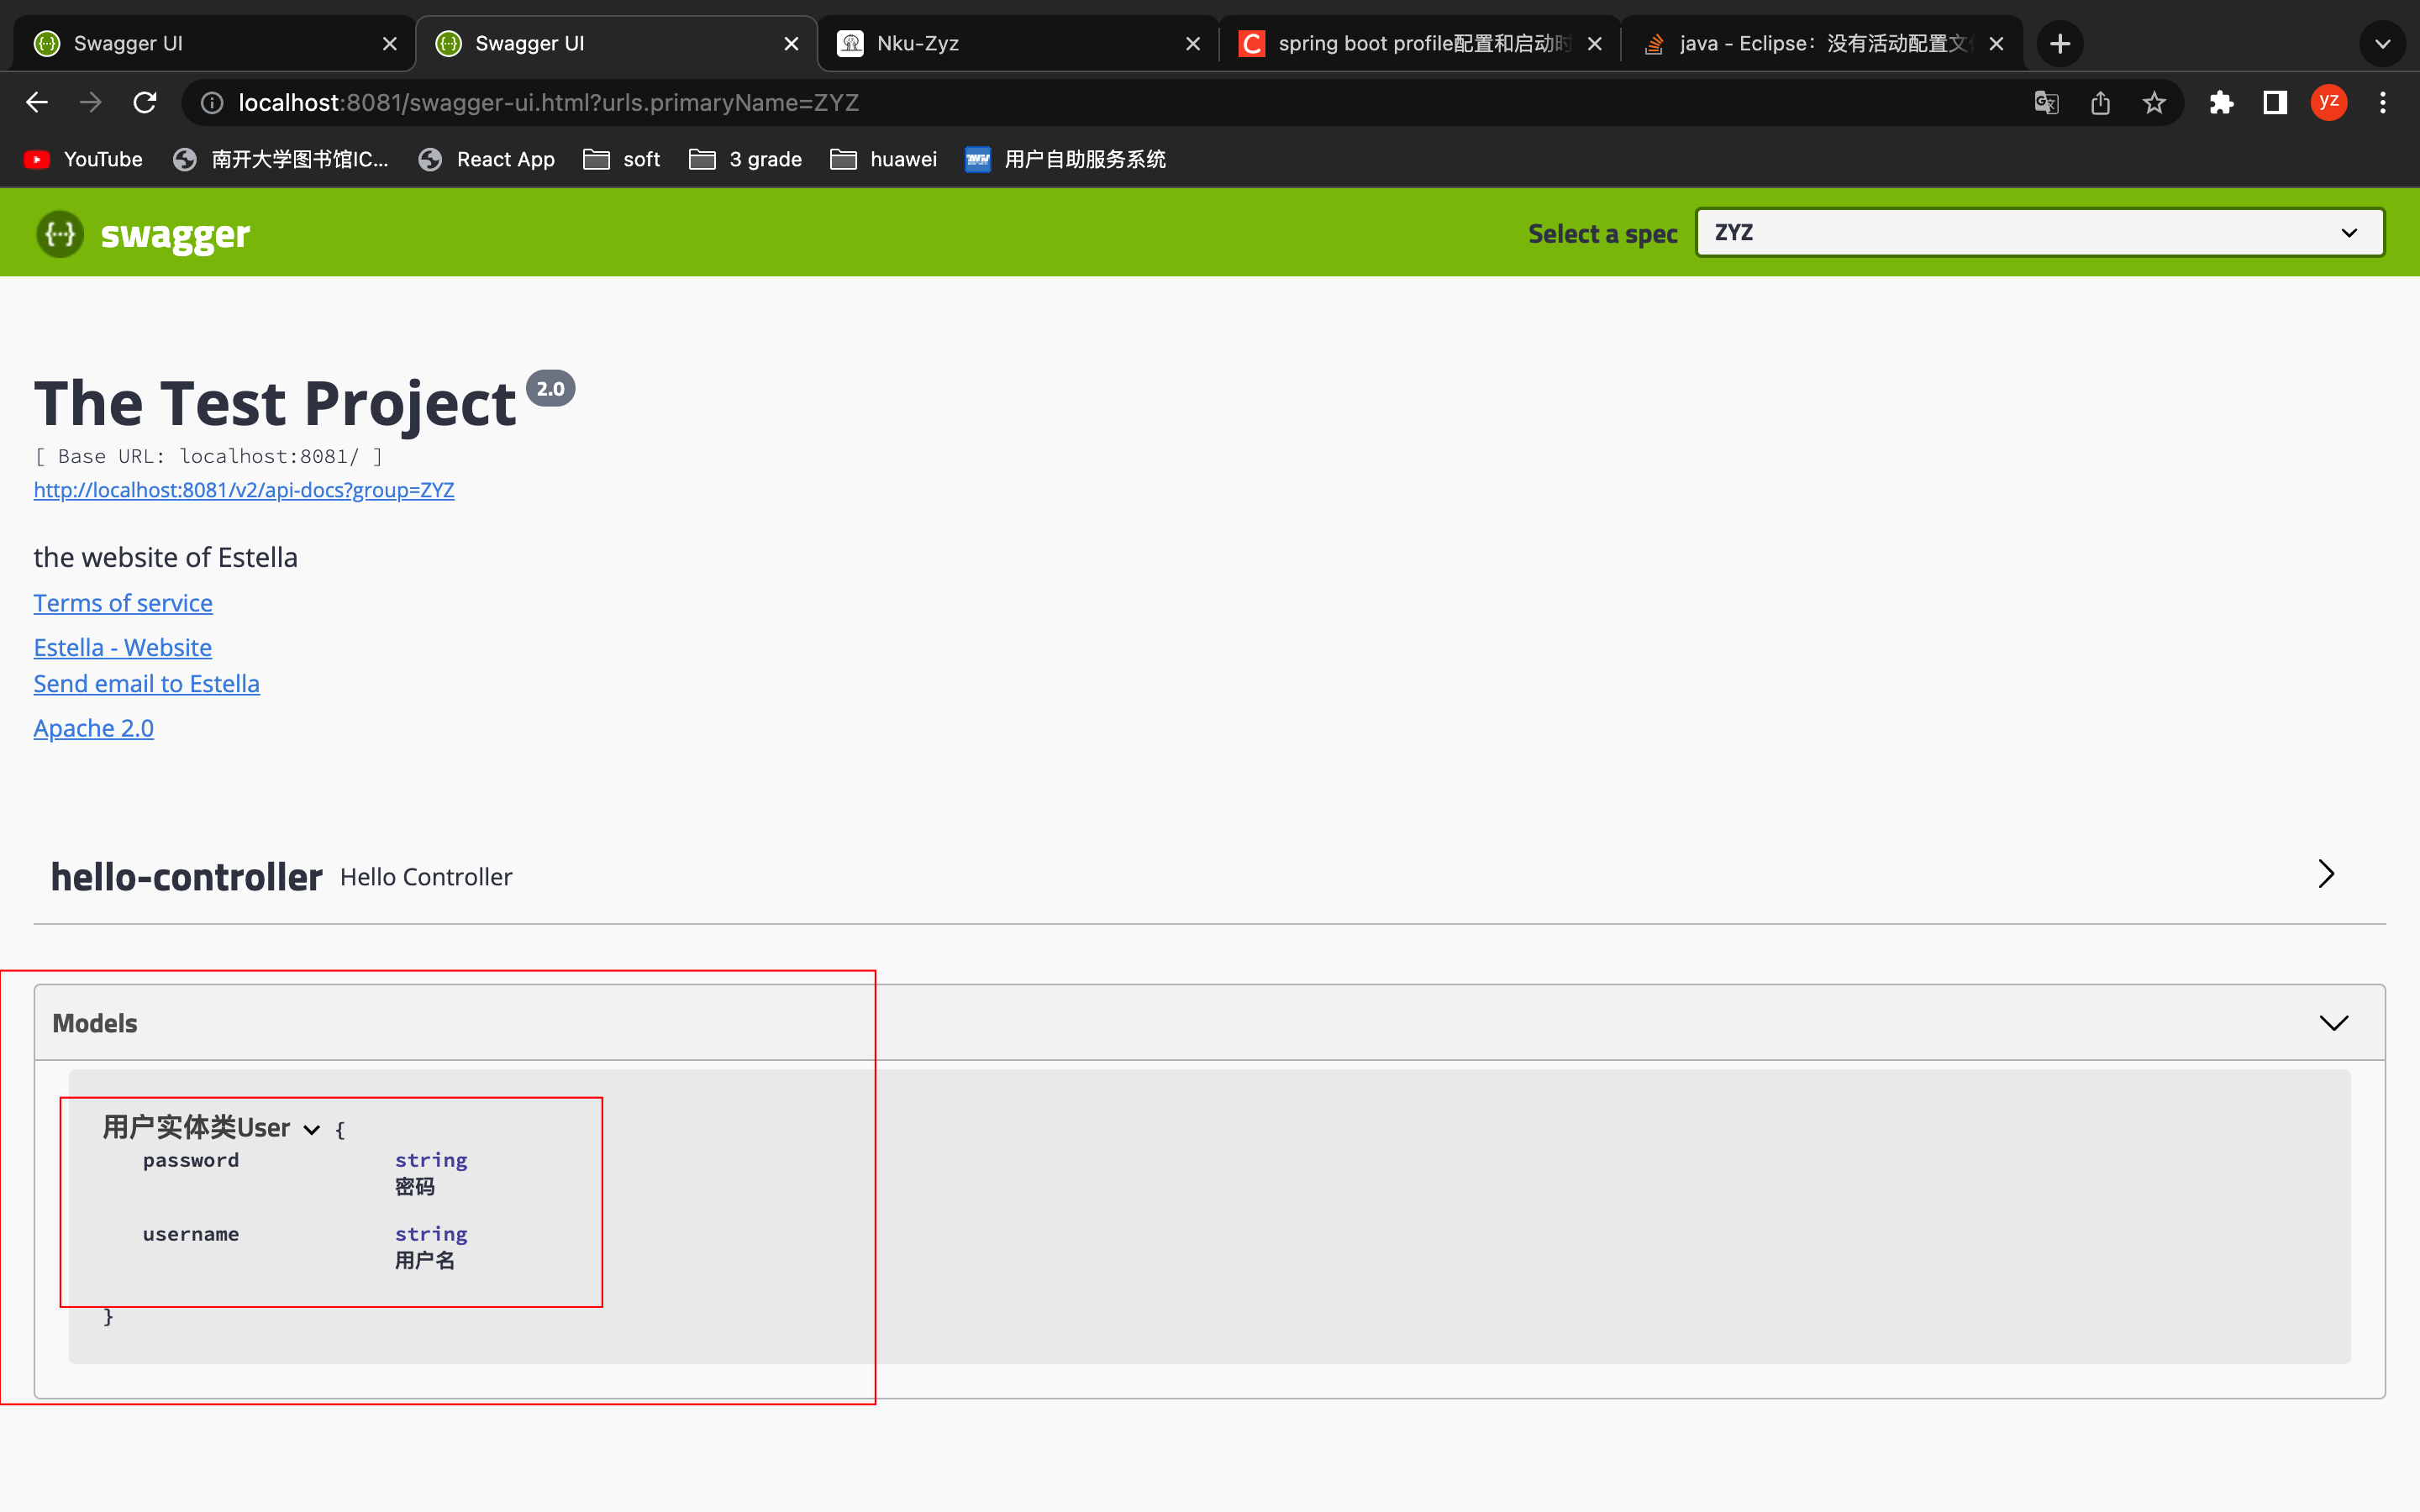 Swagger UI
Swagger UI
Nku-Zyz
spring boot profile配置和启动时
java - Eclipse：没有活动配置文
localhost:8081/swagger-ui.html?urls.primaryName=ZYZ
yz
YouTube
南开大学图书馆IC...
React App
soft
3 grade
huawei
用户自助服务系统
{···} swagger
Select a spec
ZYZ
The Test Project 2.0
[ Base URL: localhost:8081/ ]
http://localhost:8081/v2/api-docs?group=ZYZ
the website of Estella
Terms of service
Estella - Website
Send email to Estella
Apache 2.0
hello-controller Hello Controller
Models
用户实体类User {
password string
密码
username string
用户名
}